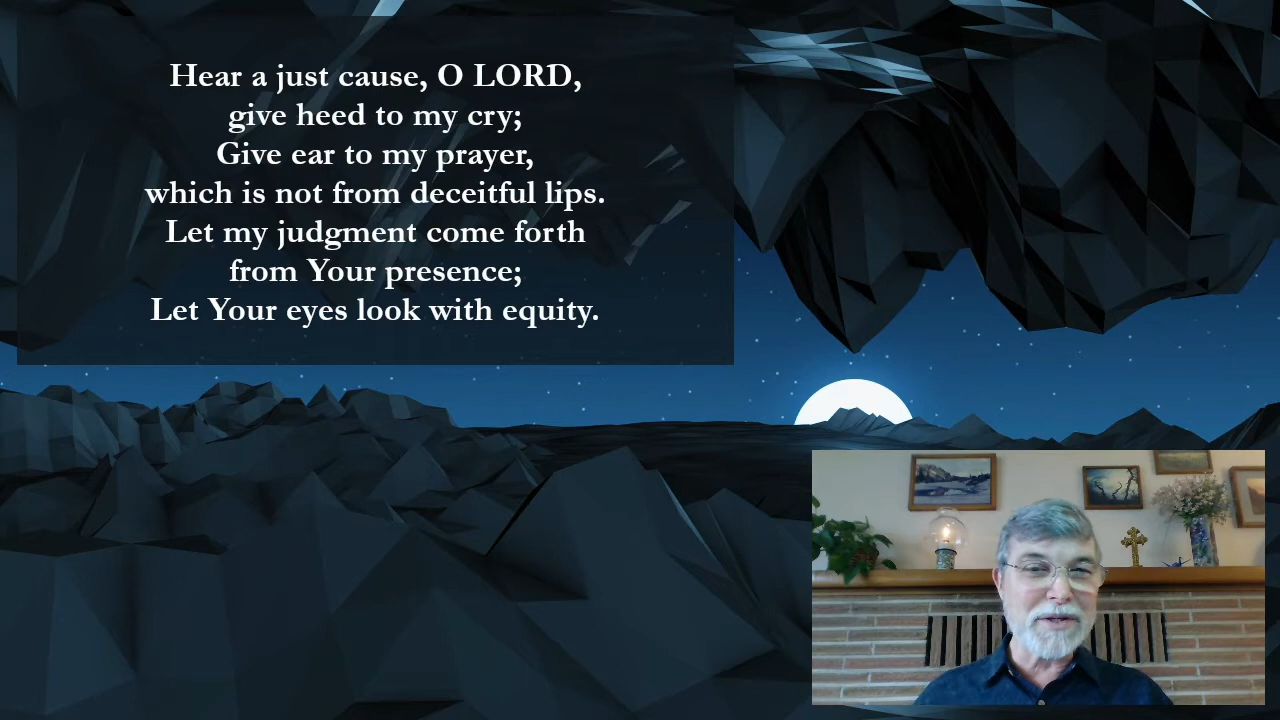 Hear a just cause, O LORD,
give heed to my cry;
Give ear to my prayer,
which is not from deceitful lips.
Let my judgment come forth
from Your presence;
Let Your eyes look with equity.